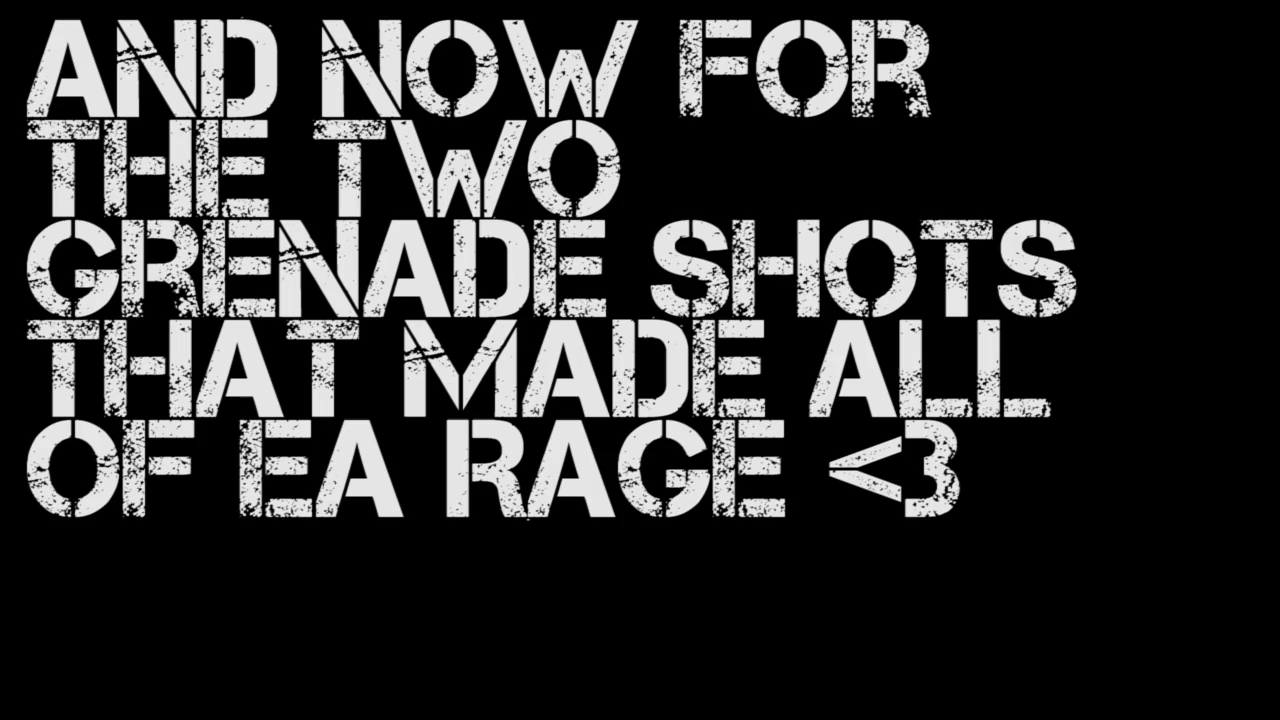 AND NOW FOR
THE TWO
GRENADE SHOTS
THAT MADE ALL
OF EA RAGE <3